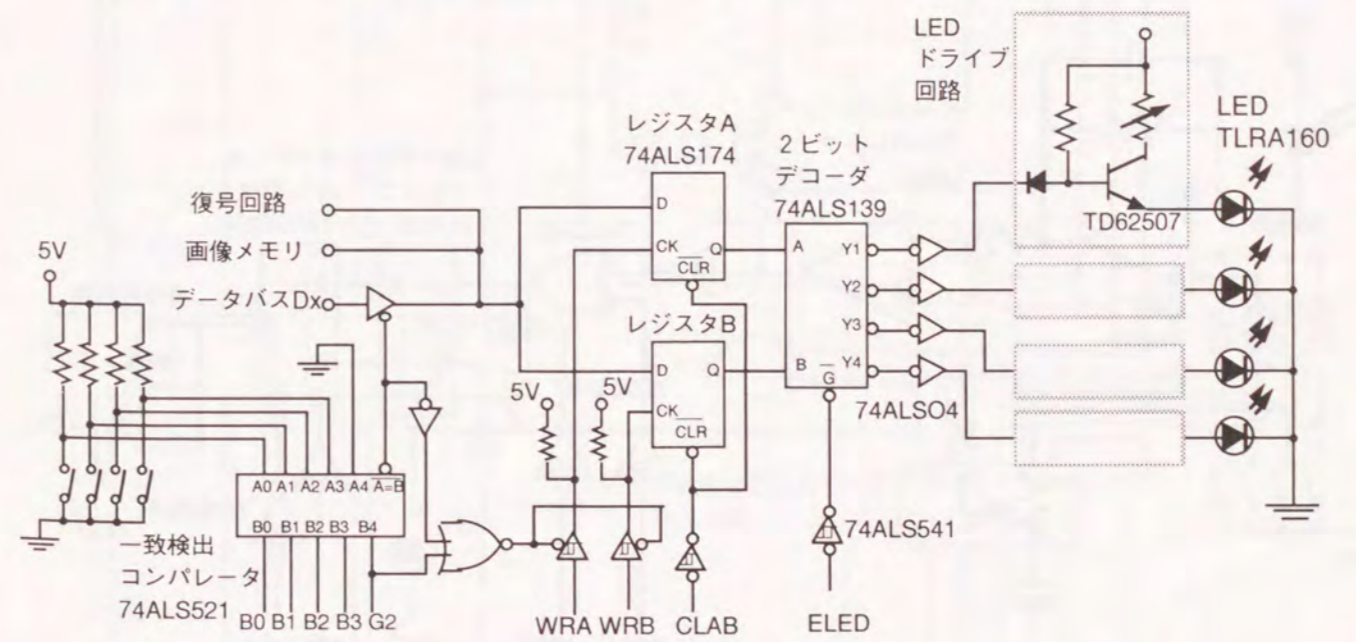 LED
ドライブ
回路
LED
TLRA160
TD62507
レジスタA
74ALS174
D
CK
Q
CLR
2ビット
デコーダ
74ALS139
A
B
G
Y1
Y2
Y3
Y4
74ALSO4
復号回路
画像メモリ
データバスDx
5V
レジスタB
D
Q
CK
CLR
5V
5V
A0 A1 A2 A3 A4 A=B
B0 B1 B2 B3 B4
一致検出
コンパレータ
74ALS521
B0 B1 B2 B3 G2
WRA WRB CLAB ELED
74ALS541